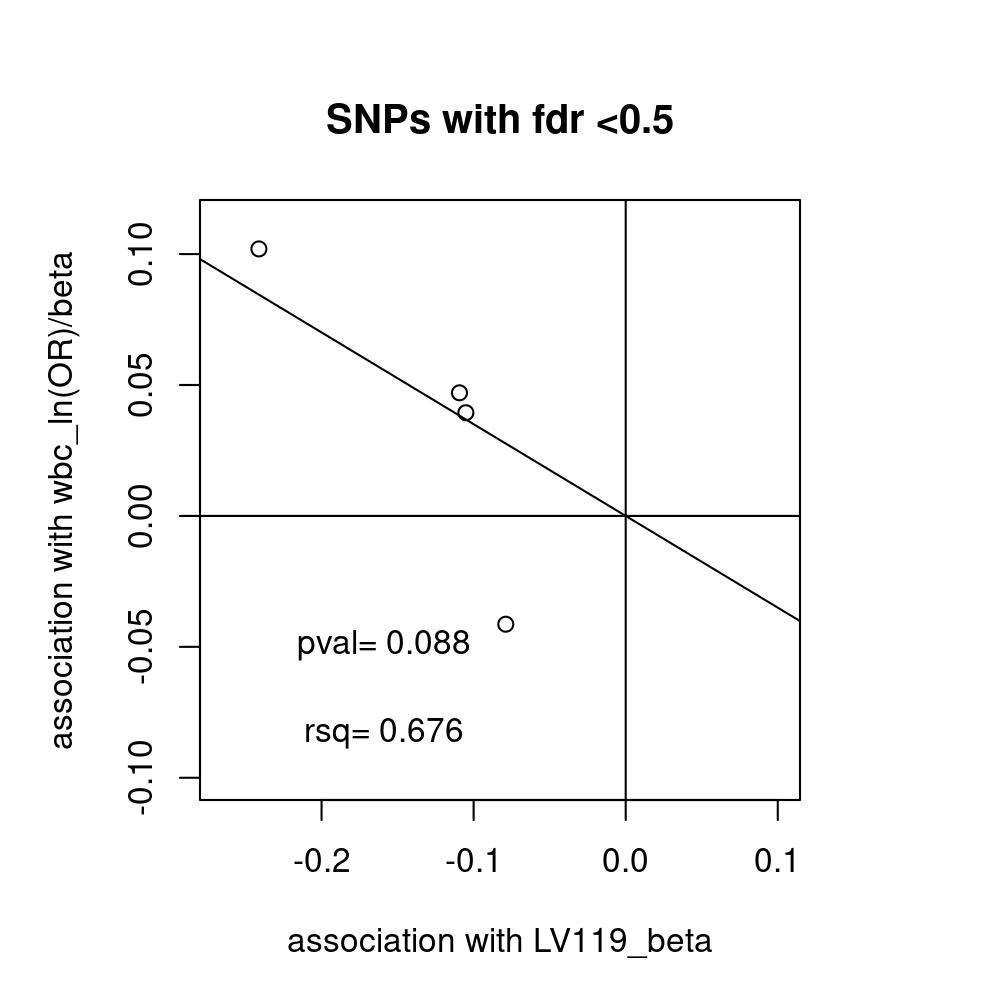 SNPs with fdr <0.5
association with wbc_ln(OR)/beta
0.10
0.05
0.00
-0.05
-0.10
pval= 0.088
rsq= 0.676
-0.2 -0.1 0.0 0.1
association with LV119_beta